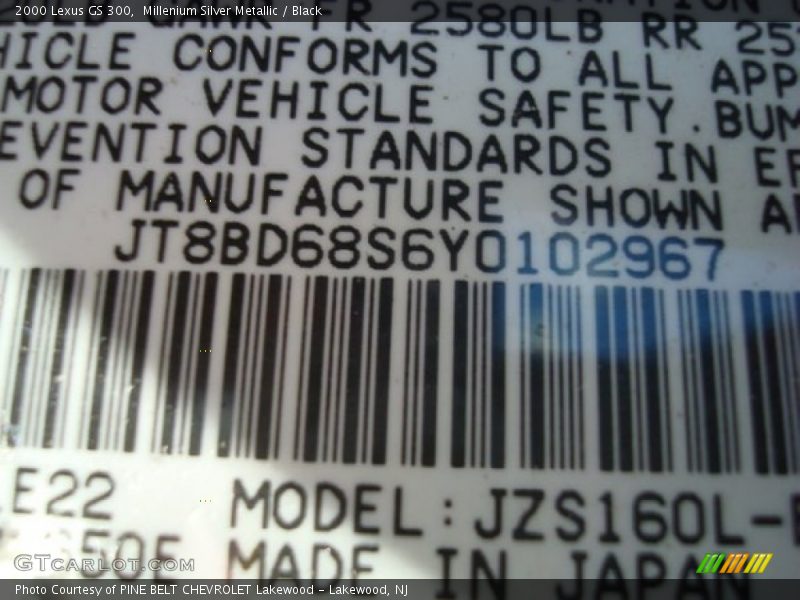 2000 Lexus GS 300, Millenium Silver Metallic / Black
FR 2580LB RR
HICLE CONFORMS TO ALL APP
MOTOR VEHICLE SAFETY. BUM
EVENTION STANDARDS IN EF
OF MANUFACTURE SHOWN A
JT8BD68S6Y0102967
E22 MODEL: JZS160L-
50E MADE IN JAPAN
GTCARLOT.COM
Photo Courtesy of PINE BELT CHEVROLET Lakewood - Lakewood, NJ